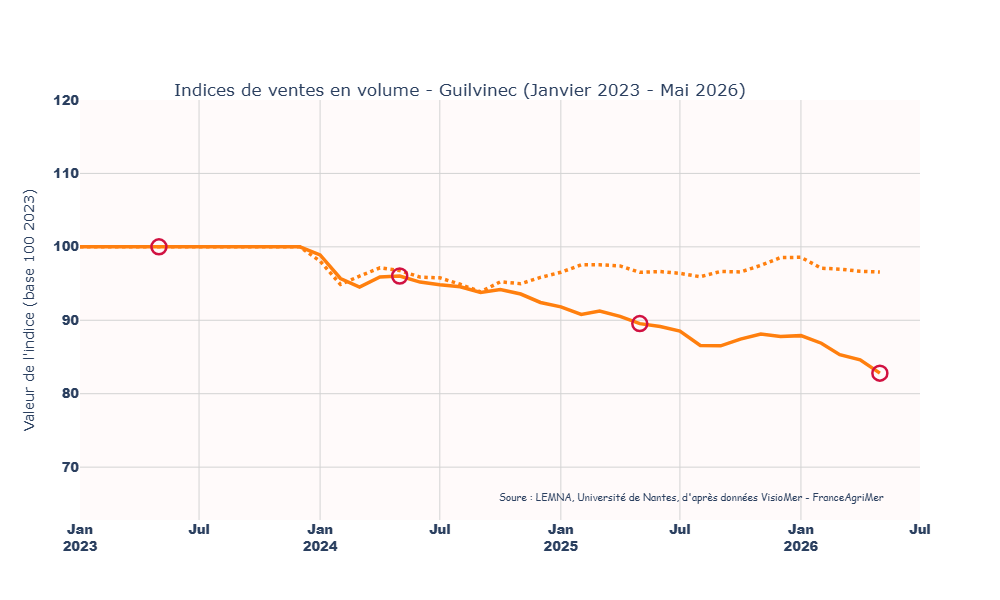 Indices de ventes en volume - Guilvinec (Janvier 2023 - Mai 2026)
Valeur de l'indice (base 100 2023)
120
110
100
90
80
70
Soure : LEMNA, Université de Nantes, d'après données VisioMer - FranceAgriMer
Jan Jul Jan Jul Jan Jul Jan Jul
2023 2024 2025 2026